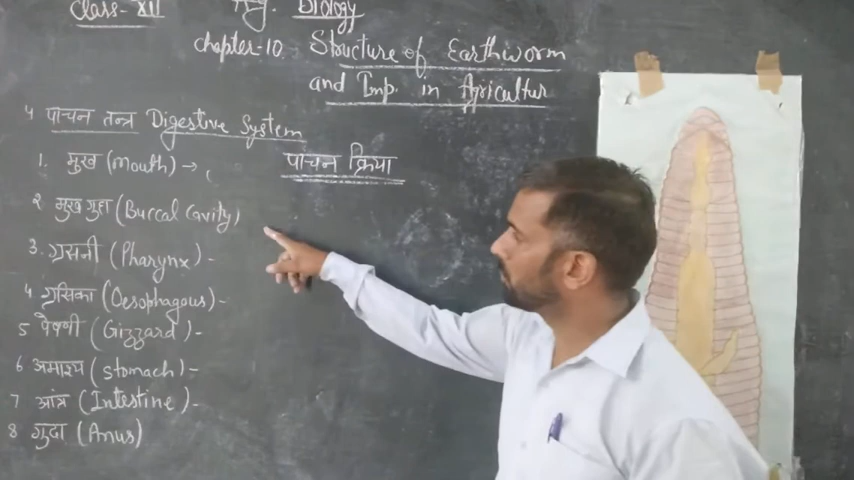 Class-XII Ag. Biology
Chapter-10. Structure of Earthworm
and Imp. in Agricultur
4 पाचन तन्त्र Digestive System
पाचन क्रिया
1. मुख (Mouth) →
2 मुख गुहा (Buccal Cavity)
3. ग्रसनी (Pharynx) -
4 ग्रसिका (Oesophagous) -
5 पेषणी (Gizzard) -
6 अमाश्य (stomach) -
7 आंत्र (Intestine) -
8 गुदा (Anus)